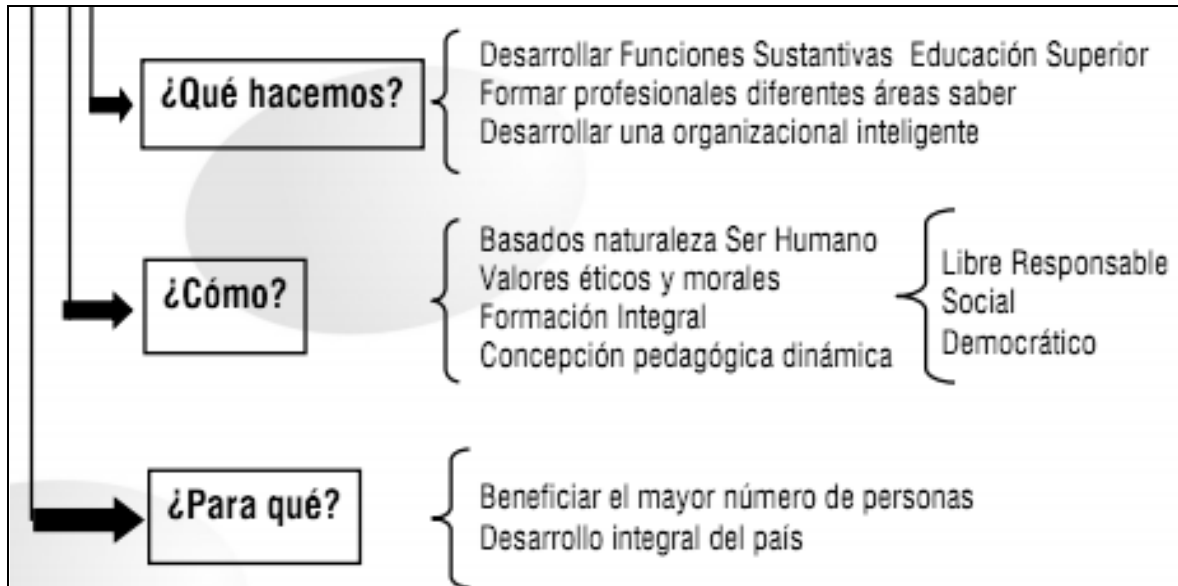 ¿Qué hacemos?
Desarrollar Funciones Sustantivas Educación Superior
Formar profesionales diferentes áreas saber
Desarrollar una organizacional inteligente
¿Cómo?
Basados naturaleza Ser Humano
Valores éticos y morales
Formación Integral
Concepción pedagógica dinámica
Libre Responsable
Social
Democrático
¿Para qué?
Beneficiar el mayor número de personas
Desarrollo integral del país